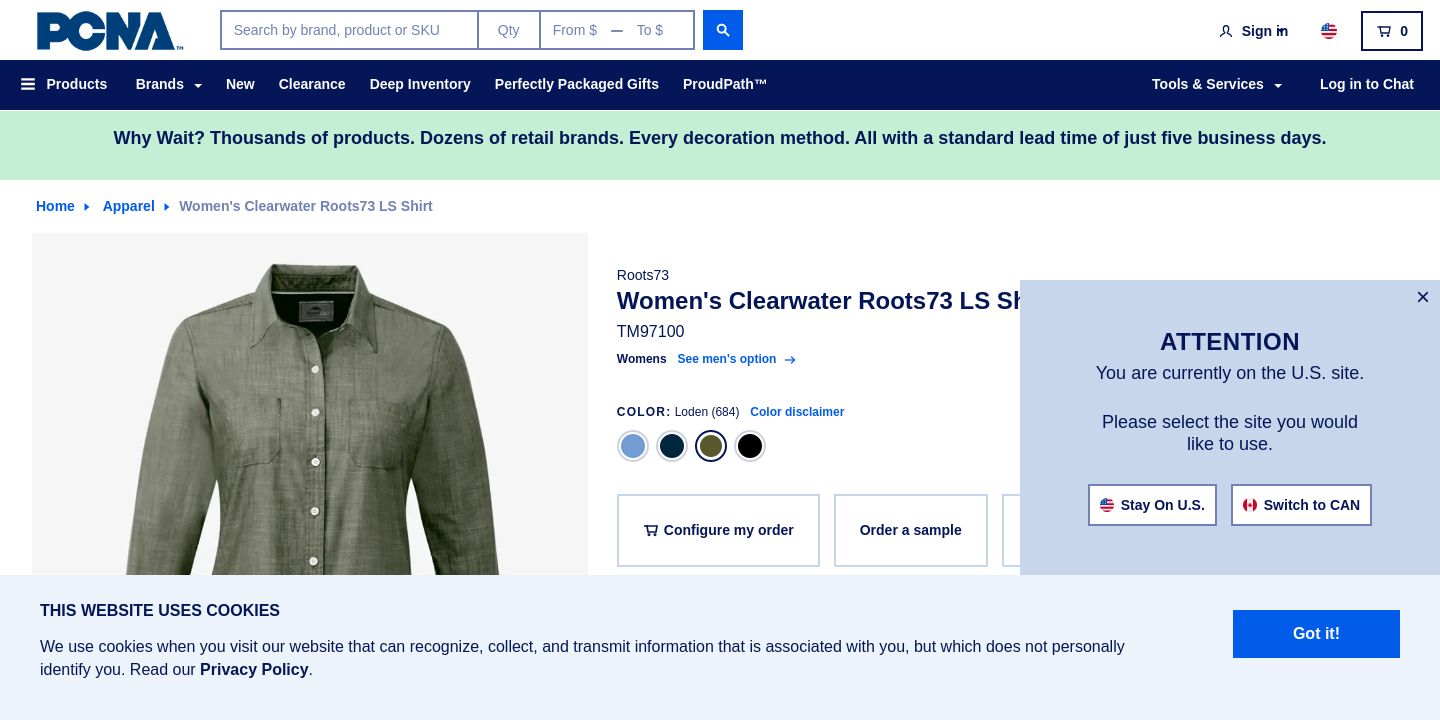 PCNA™
Search by brand, product or SKU
Qty
From $ — To $
Sign in
0
Products
Brands
New
Clearance
Deep Inventory
Perfectly Packaged Gifts
ProudPath™
Tools & Services
Log in to Chat
Why Wait? Thousands of products. Dozens of retail brands. Every decoration method. All with a standard lead time of just five business days.
Home
Apparel
Women's Clearwater Roots73 LS Shirt
Roots73
Women's Clearwater Roots73 LS Sh
TM97100
Womens See men's option
COLOR: Loden (684) Color disclaimer
Configure my order
Order a sample
ATTENTION
You are currently on the U.S. site.
Please select the site you would
like to use.
Stay On U.S.
Switch to CAN
THIS WEBSITE USES COOKIES
We use cookies when you visit our website that can recognize, collect, and transmit information that is associated with you, but which does not personally
identify you. Read our Privacy Policy.
Got it!